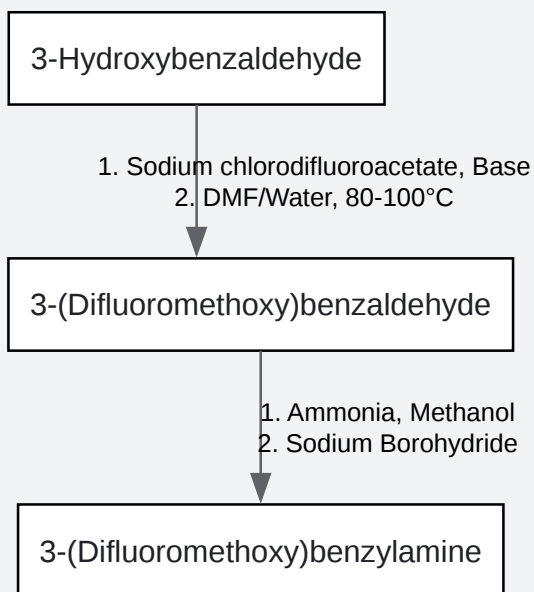 3-Hydroxybenzaldehyde
1. Sodium chlorodifluoroacetate, Base
2. DMF/Water, 80-100°C
3-(Difluoromethoxy)benzaldehyde
1. Ammonia, Methanol
2. Sodium Borohydride
3-(Difluoromethoxy)benzylamine